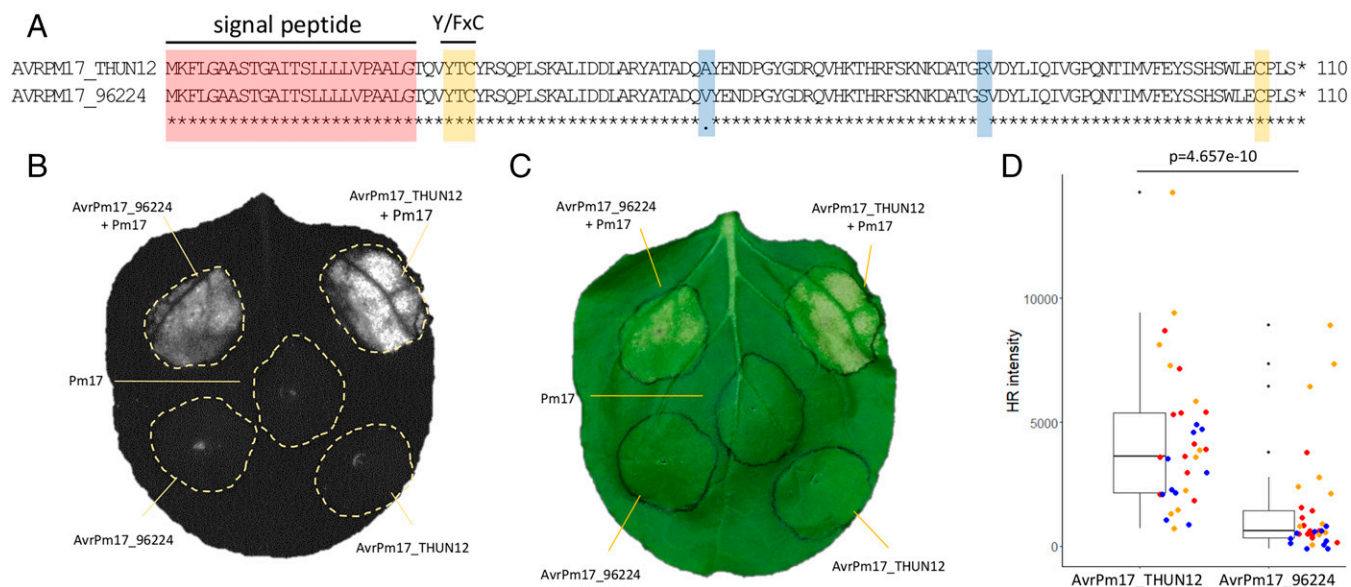 A
signal peptide
Y/FxC
AVRPM17_THUN12 MKFLGAASTGAITSLLLLVPAALGTQVYTCYRSQPLSKALIDDLARYATADQAYENDPGYGDRQVHKTHRFSKNKDATGRVDYLIQIVGPQNTIMVFEYSSHSWLECPLS* 110
AVRPM17_96224 MKFLGAASTGAITSLLLLVPAALGTQVYTCYRSQPLSKALIDDLARYATADQVYENDPGYGDRQVHKTHRFSKNKDATGSVDYLIQIVGPQNTIMVFEYSSHSWLECPLS* 110
****************************************************.************************** *******************************
B
AvrPm17_96224
+ Pm17
AvrPm17_THUN12
+ Pm17
Pm17
AvrPm17_96224
AvrPm17_THUN12
C
AvrPm17_96224
+ Pm17
AvrPm17_THUN12
+ Pm17
Pm17
AvrPm17_96224
AvrPm17_THUN12
D
p=4.657e-10
HR intensity
10000
5000
0
AvrPm17_THUN12
AvrPm17_96224